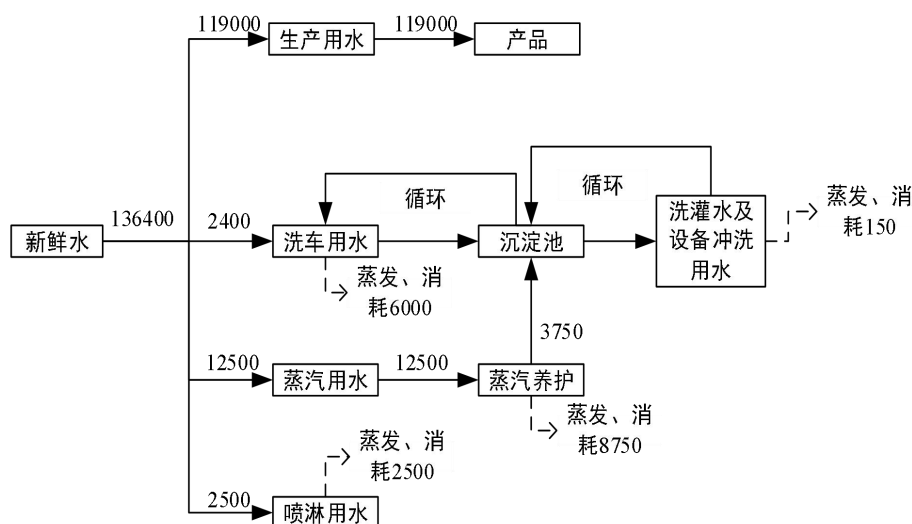 119000
生产用水
119000
产品
循环
循环
新鲜水
136400
2400
洗车用水
沉淀池
洗灌水及
设备冲洗
用水
蒸发、消
耗150
蒸发、消
耗6000
3750
12500
蒸汽用水
12500
蒸汽养护
蒸发、消
耗8750
蒸发、消
耗2500
2500
喷淋用水